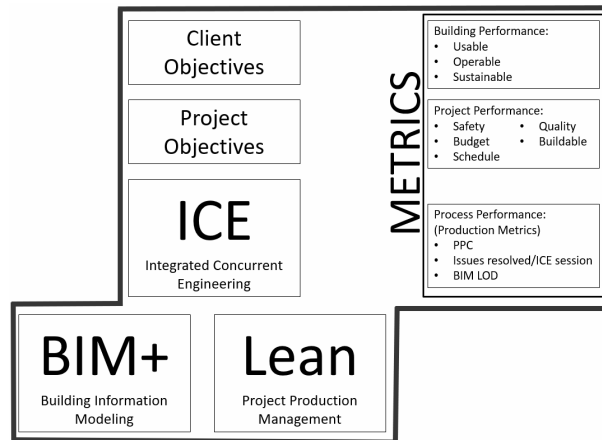 Client
Objectives
Project
Objectives
ICE
Integrated Concurrent
Engineering
BIM+
Building Information
Modeling
Lean
Project Production
Management
METRICS
Building Performance:
• Usable
• Operable
• Sustainable
Project Performance:
• Safety • Quality
• Budget • Buildable
• Schedule
Process Performance:
(Production Metrics)
• PPC
• Issues resolved/ICE session
• BIM LOD